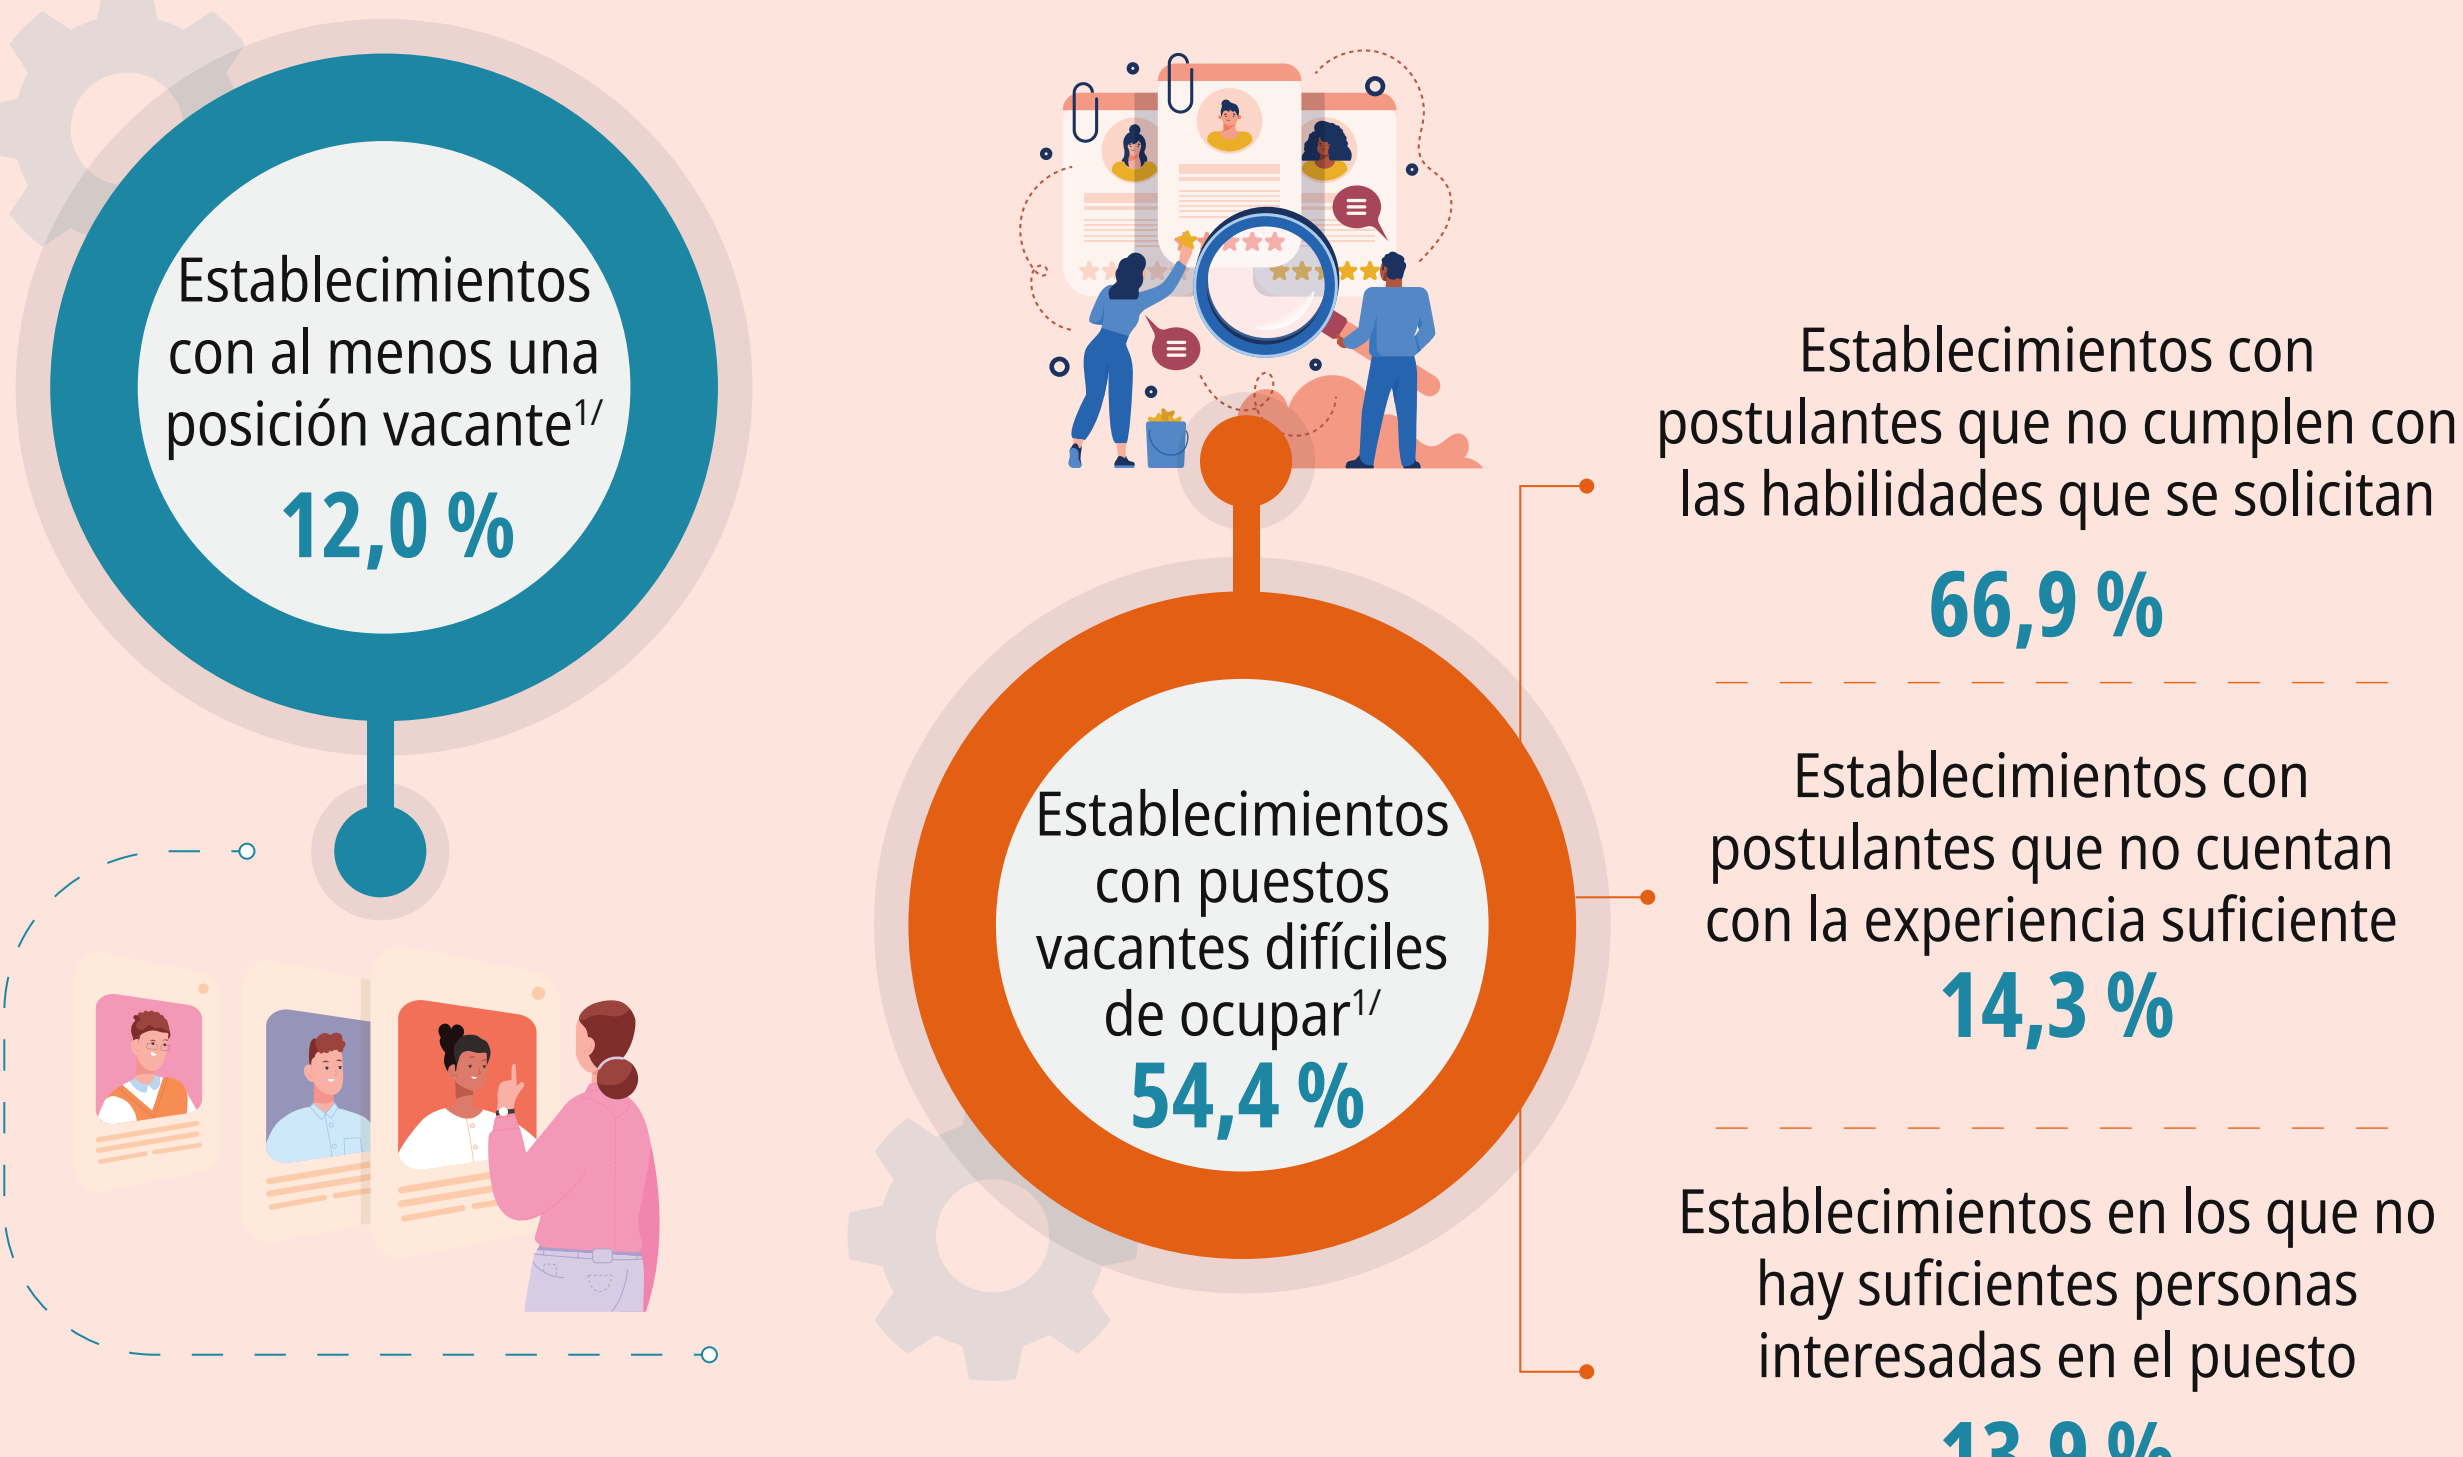 Establecimientos
con al menos una
posición vacante1/
12,0 %
Establecimientos
con puestos
vacantes difíciles
de ocupar1/
54,4 %
Establecimientos con
postulantes que no cumplen con
las habilidades que se solicitan
66,9 %
Establecimientos con
postulantes que no cuentan
con la experiencia suficiente
14,3 %
Establecimientos en los que no
hay suficientes personas
interesadas en el puesto
13,9 %